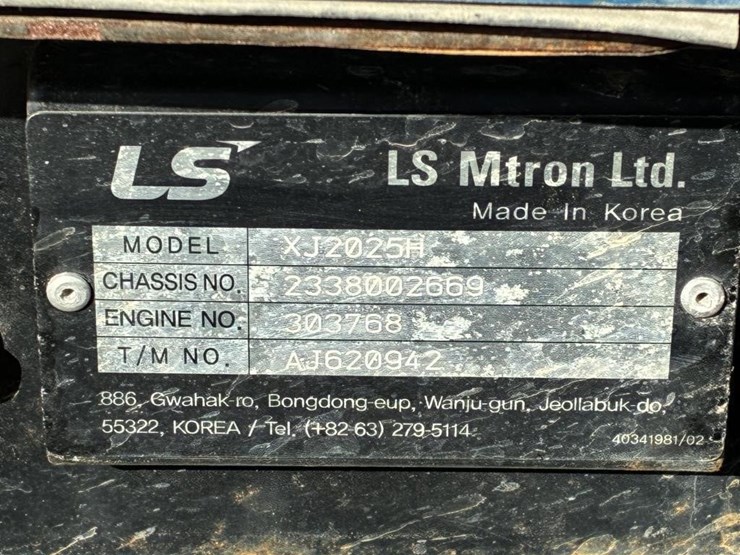 LS LS Mtron Ltd.
Made In Korea
MODEL XJ2025H
CHASSIS NO. 2338002669
ENGINE NO. 303768
T/M NO. AJ620942
886, Gwahak-ro, Bongdong-eup, Wanju-gun, Jeollabuk-do,
55322, KOREA / Tel. (+82-63) 279-5114
40341981/02